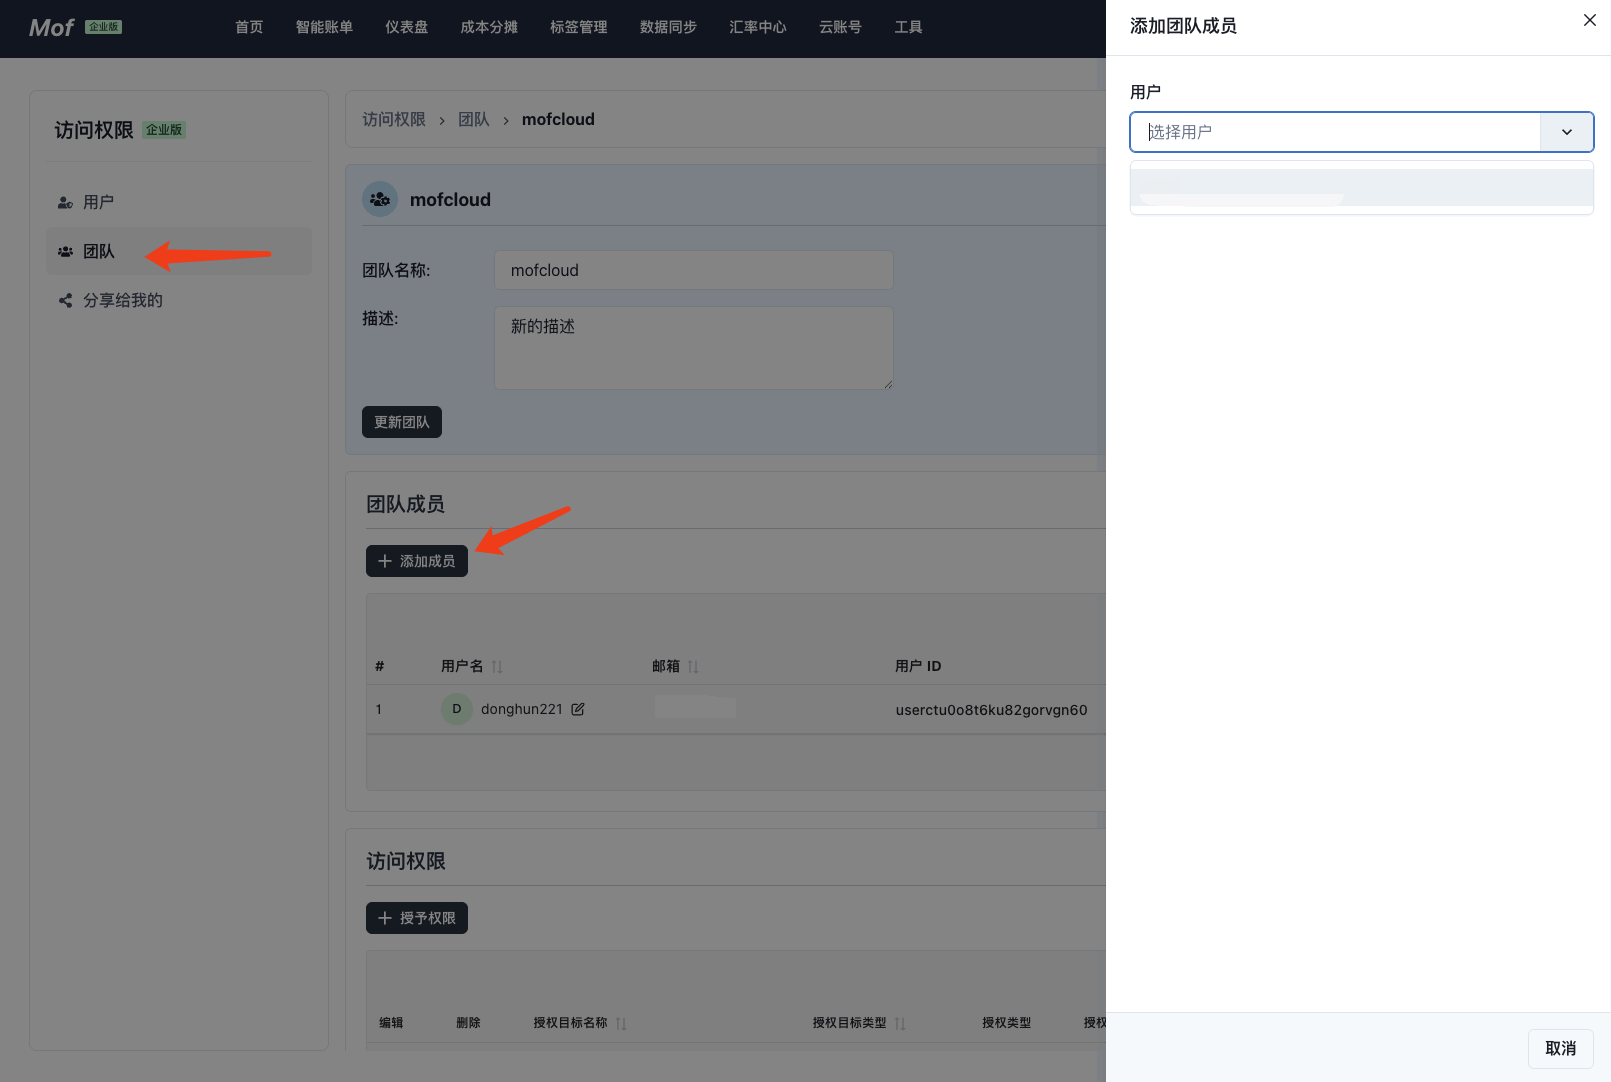 Mof 企业版
首页 智能账单 仪表盘 成本分摊 标签管理 数据同步 汇率中心 云账号 工具
访问权限 企业版
用户
团队
分享给我的
访问权限 > 团队 > mofcloud
mofcloud
团队名称: mofcloud
描述: 新的描述
更新团队
团队成员
添加成员
# 用户名 邮箱 用户 ID
1 D donghun221 userctu0o8t6ku82gorvgn60
访问权限
授予权限
编辑 删除 授权目标名称 授权目标类型 授权类型 授权
添加团队成员
用户
选择用户
取消